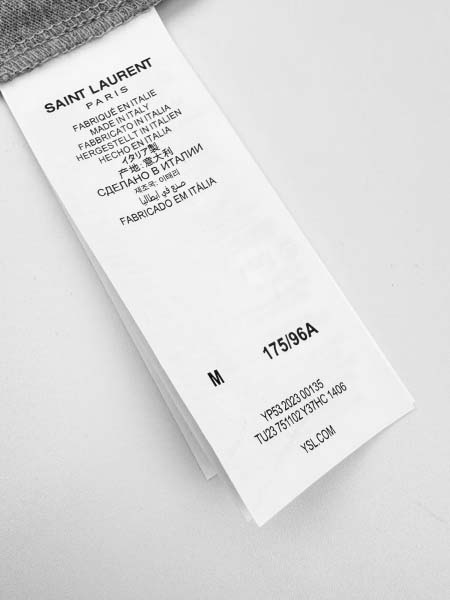 SAINT LAURENT
PARIS
FABRIQUÉ EN ITALIE
MADE IN ITALY
FABBRICATO IN ITALIA
HERGESTELLT IN ITALIEN
HECHO EN ITALIA
イタリア製
产地：意大利
СДЕЛАНО В ИТАЛИИ
제조국: 이태리
صنع في إيطاليا
FABRICADO EM ITÁLIA
M 175/96A
YP53 2023 00135
TU23 751102 Y37HC 1406
YSL.COM